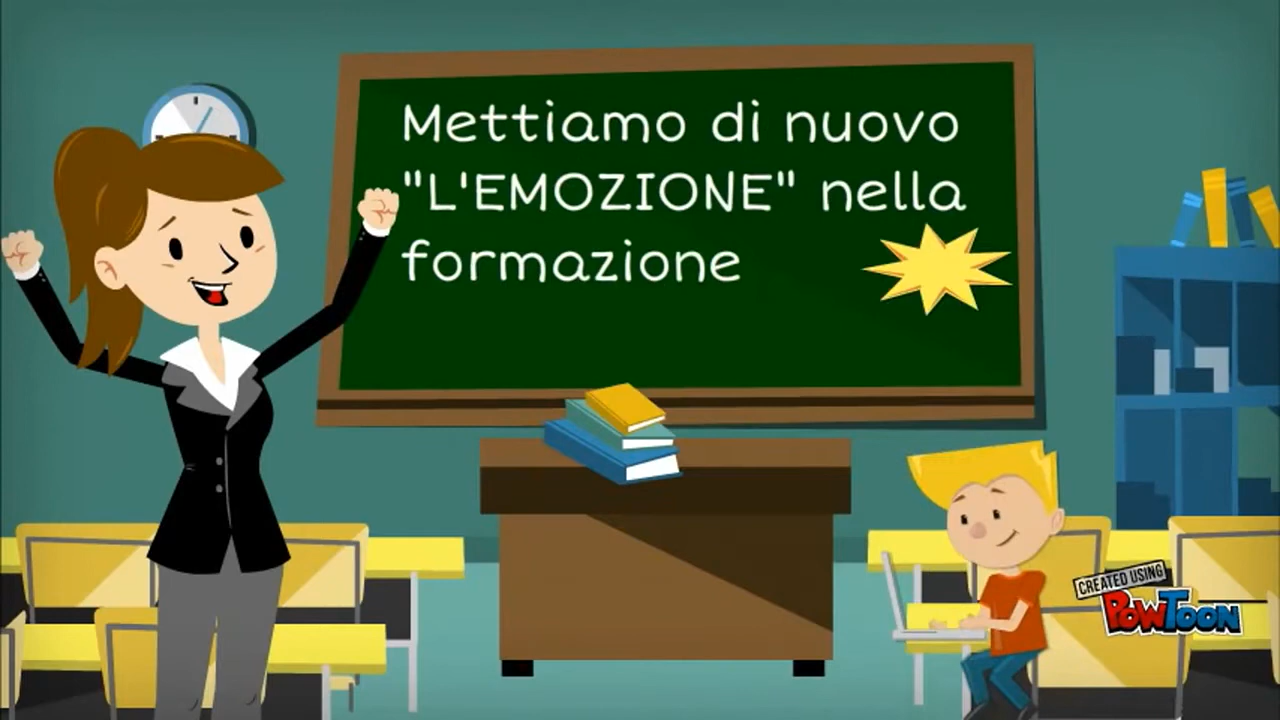 Mettiamo di nuovo
"L'EMOZIONE" nella
formazione
CREATED USING
POWTOON